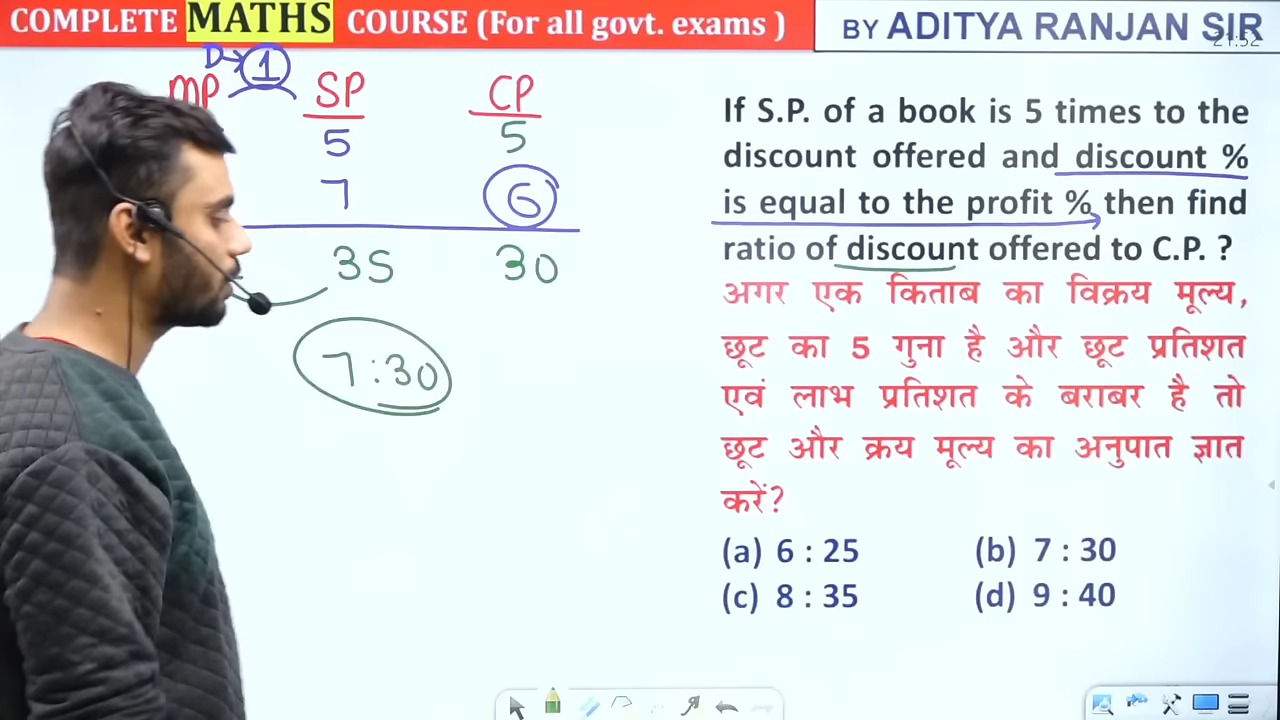 COMPLETE MATHS COURSE (For all govt. exams )
BY ADITYA RANJAN SIR
21:52
D→ 1
MP SP CP
5 5
7 6
35 30
7:30
If S.P. of a book is 5 times to the
discount offered and discount %
is equal to the profit % then find
ratio of discount offered to C.P. ?
अगर एक किताब का विक्रय मूल्य,
छूट का 5 गुना है और छूट प्रतिशत
एवं लाभ प्रतिशत के बराबर है तो
छूट और क्रय मूल्य का अनुपात ज्ञात
करें?
(a) 6 : 25 (b) 7 : 30
(c) 8 : 35 (d) 9 : 40